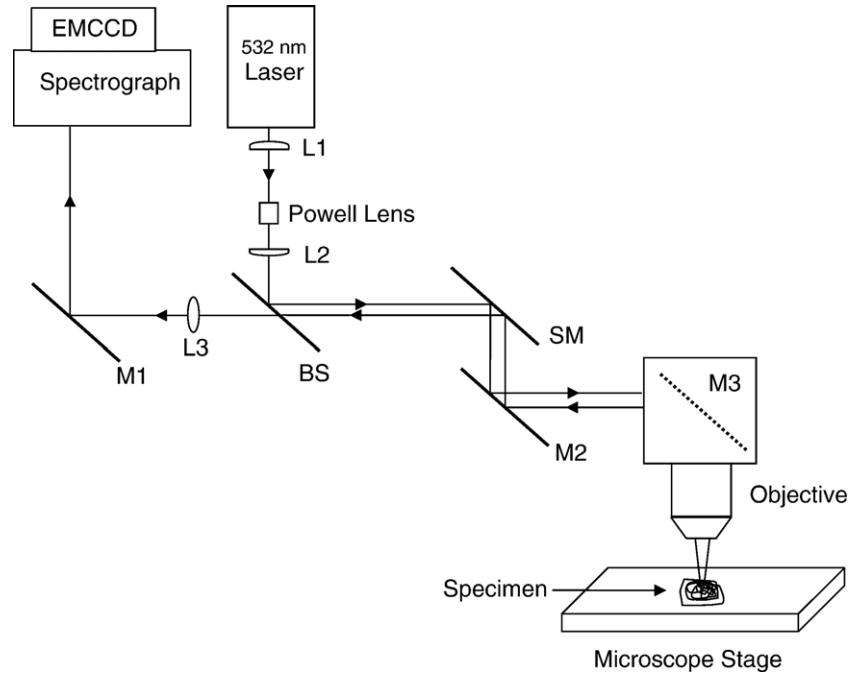 EMCCD
Spectrograph
532 nm
Laser
L1
Powell Lens
L2
L3
M1
BS
SM
M2
M3
Objective
Specimen
Microscope Stage